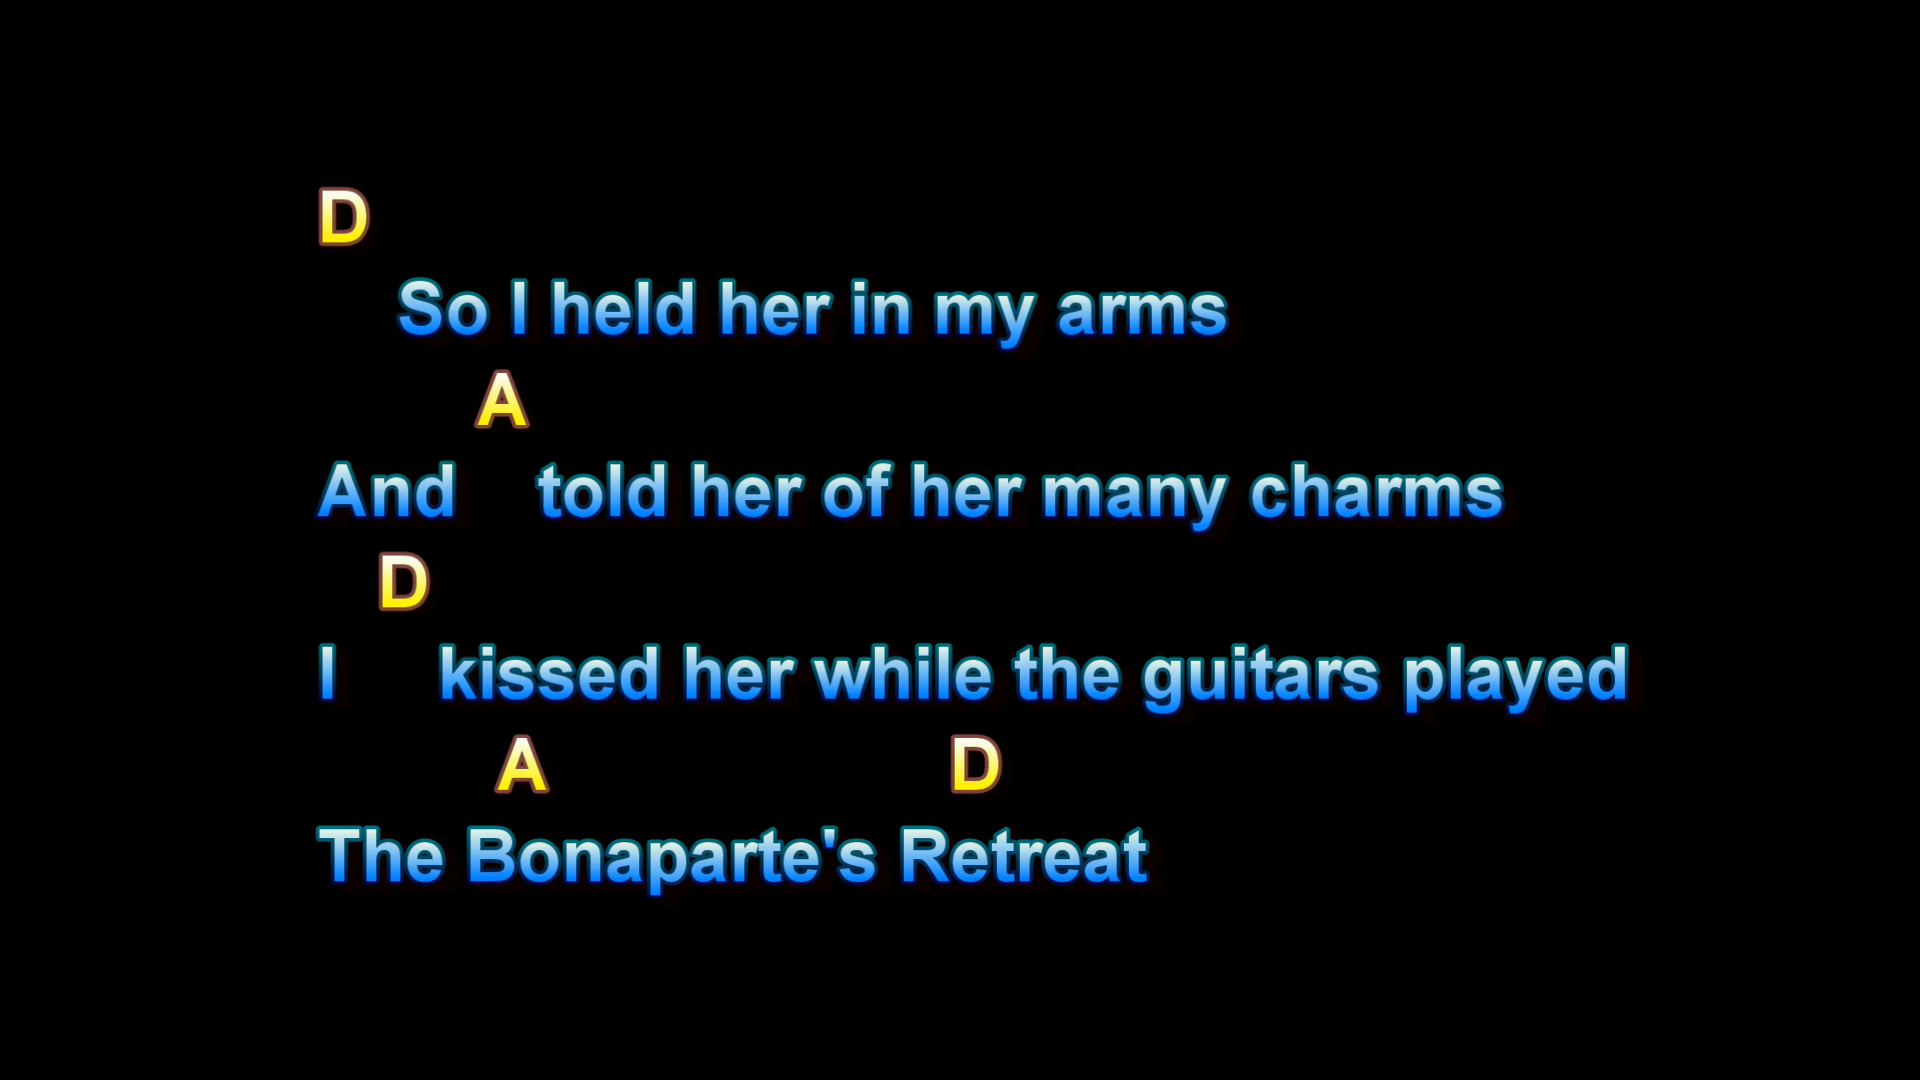 D
So I held her in my arms
A
And told her of her many charms
D
I kissed her while the guitars played
A D
The Bonaparte's Retreat